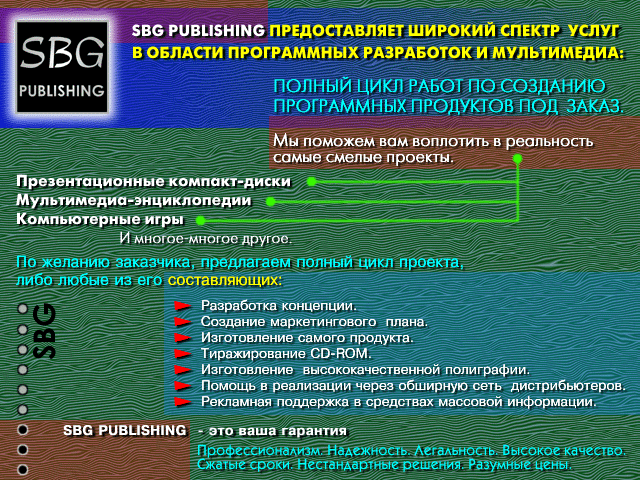 SBG
PUBLISHING
SBG PUBLISHING ПРЕДОСТАВЛЯЕТ ШИРОКИЙ СПЕКТР УСЛУГ
В ОБЛАСТИ ПРОГРАММНЫХ РАЗРАБОТОК И МУЛЬТИМЕДИА:
ПОЛНЫЙ ЦИКЛ РАБОТ ПО СОЗДАНИЮ
ПРОГРАММНЫХ ПРОДУКТОВ ПОД ЗАКАЗ.
Мы поможем вам воплотить в реальность
самые смелые проекты.
Презентационные компакт-диски
Мультимедиа-энциклопедии
Компьютерные игры
И многое-многое другое.
По желанию заказчика, предлагаем полный цикл проекта,
либо любые из его составляющих:
SBG
Разработка концепции.
Создание маркетингового плана.
Изготовление самого продукта.
Тиражирование CD-ROM.
Изготовление высококачественной полиграфии.
Помощь в реализации через обширную сеть дистрибьютеров.
Рекламная поддержка в средствах массовой информации.
SBG PUBLISHING - это ваша гарантия
Профессионализм. Надежность. Легальность. Высокое качество.
Сжатые сроки. Нестандартные решения. Разумные цены.